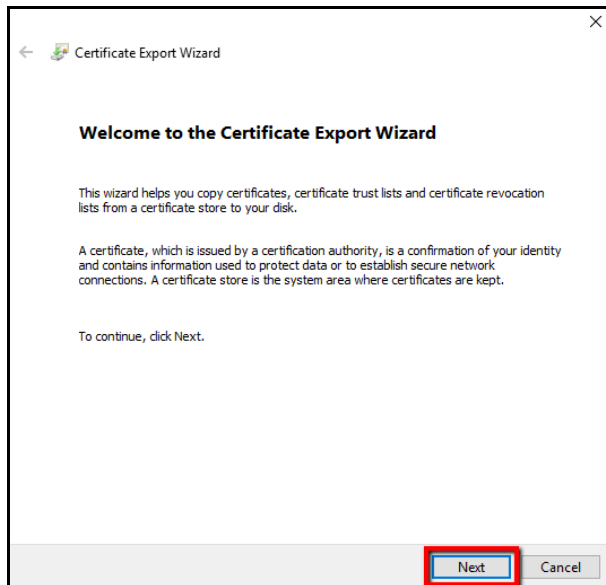 Certificate Export Wizard
Welcome to the Certificate Export Wizard
This wizard helps you copy certificates, certificate trust lists and certificate revocation
lists from a certificate store to your disk.
A certificate, which is issued by a certification authority, is a confirmation of your identity
and contains information used to protect data or to establish secure network
connections. A certificate store is the system area where certificates are kept.
To continue, click Next.
Next
Cancel